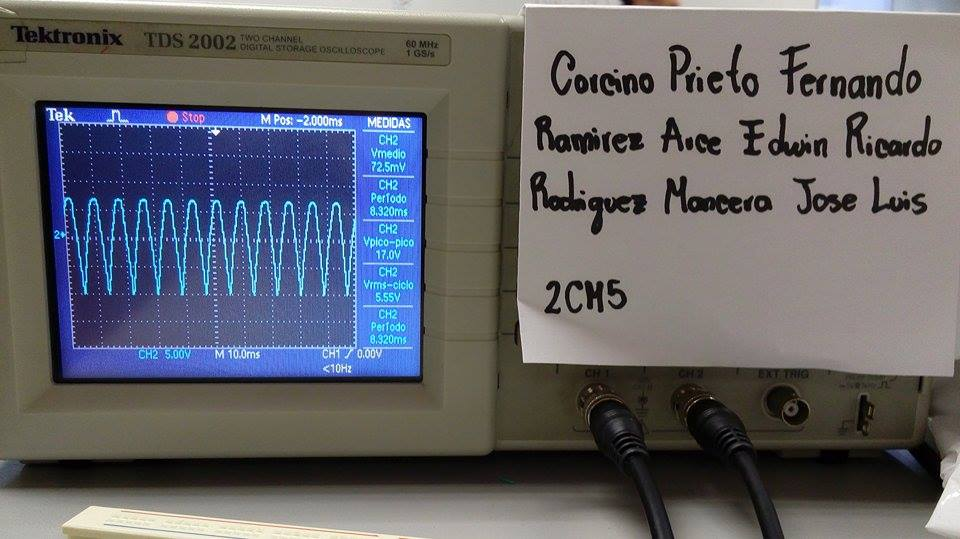 Tektronix TDS 2002 TWO CHANNEL DIGITAL STORAGE OSCILLOSCOPE 60 MHz 1 GS/s
Tek Stop M Pos: -2.000ms MEDIDAS
CH2
Vmedio
72.5mV
CH2
Período
8.320ms
CH2
Vpico-pico
17.0V
CH2
Vrms-ciclo
5.55V
CH2
Período
8.320ms
2
CH2 5.00V M 10.0ms CH1 0.00V
<10Hz
Corcino Prieto Fernando
Ramirez Arce Edwin Ricardo
Rodriguez Mancera Jose Luis
2CM5
CH 1 CH 2 EXT TRIG